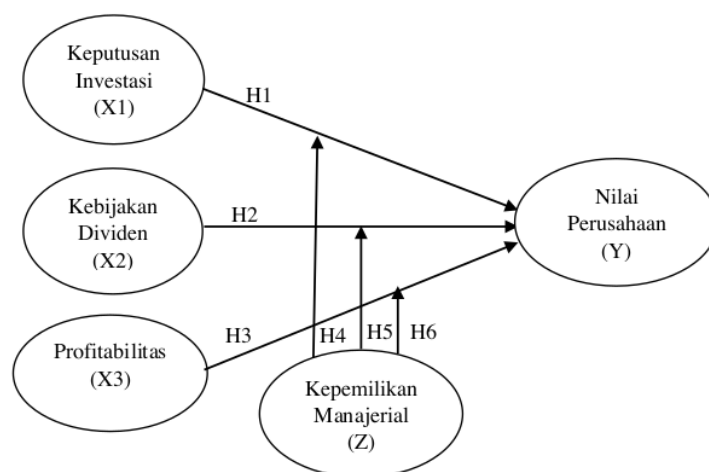 Keputusan
Investasi
(X1)
H1
Kebijakan
Dividen
(X2)
H2
Nilai
Perusahaan
(Y)
Profitabilitas
(X3)
H3
H4
H5
H6
Kepemilikan
Manajerial
(Z)